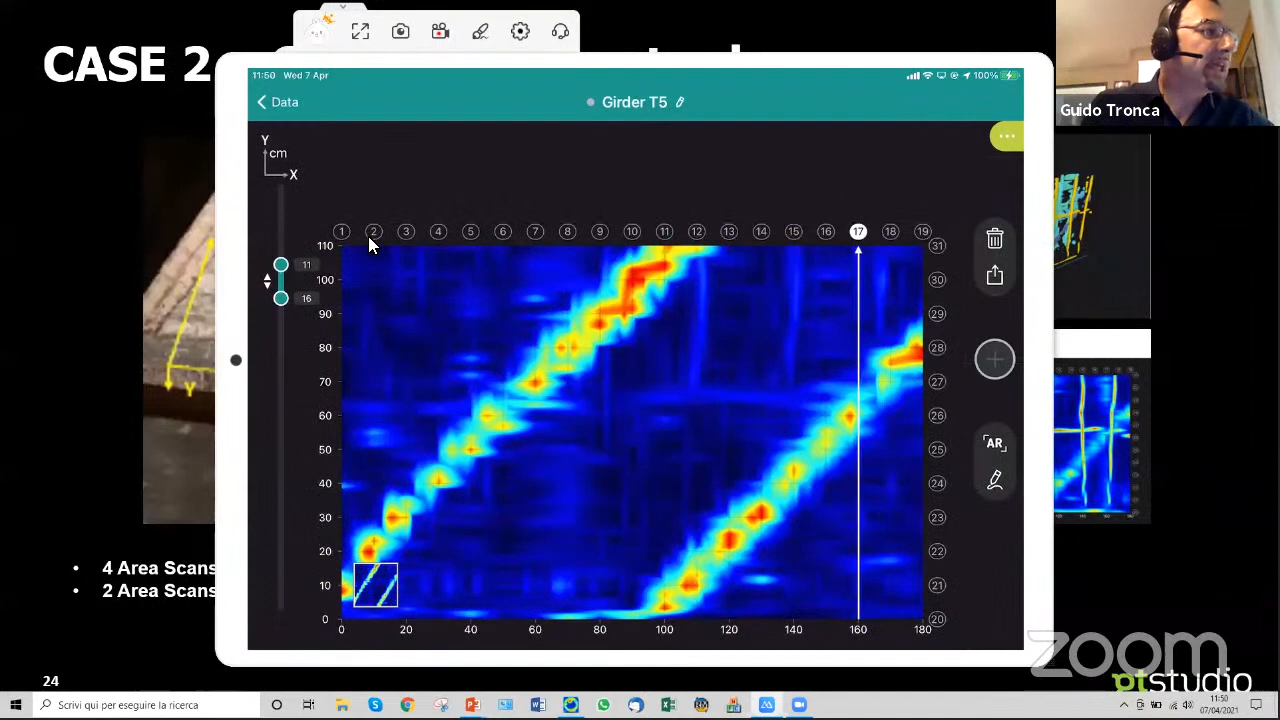 CASE 2
11:50 Wed 7 Apr
100%
Data
Girder T5
Guido Tronca
Y
cm
X
1 2 3 4 5 6 7 8 9 10 11 12 13 14 15 16 17 18 19
110
100
90
80
70
60
50
40
30
20
10
0
11
16
31
30
29
28
27
26
25
24
23
22
21
20
0 20 40 60 80 100 120 140 160 180
AR
Y
• 4 Area Scans
• 2 Area Scans
24
zoom
ptstudio
Scrivi qui per eseguire la ricerca
11:50
07/04/2021